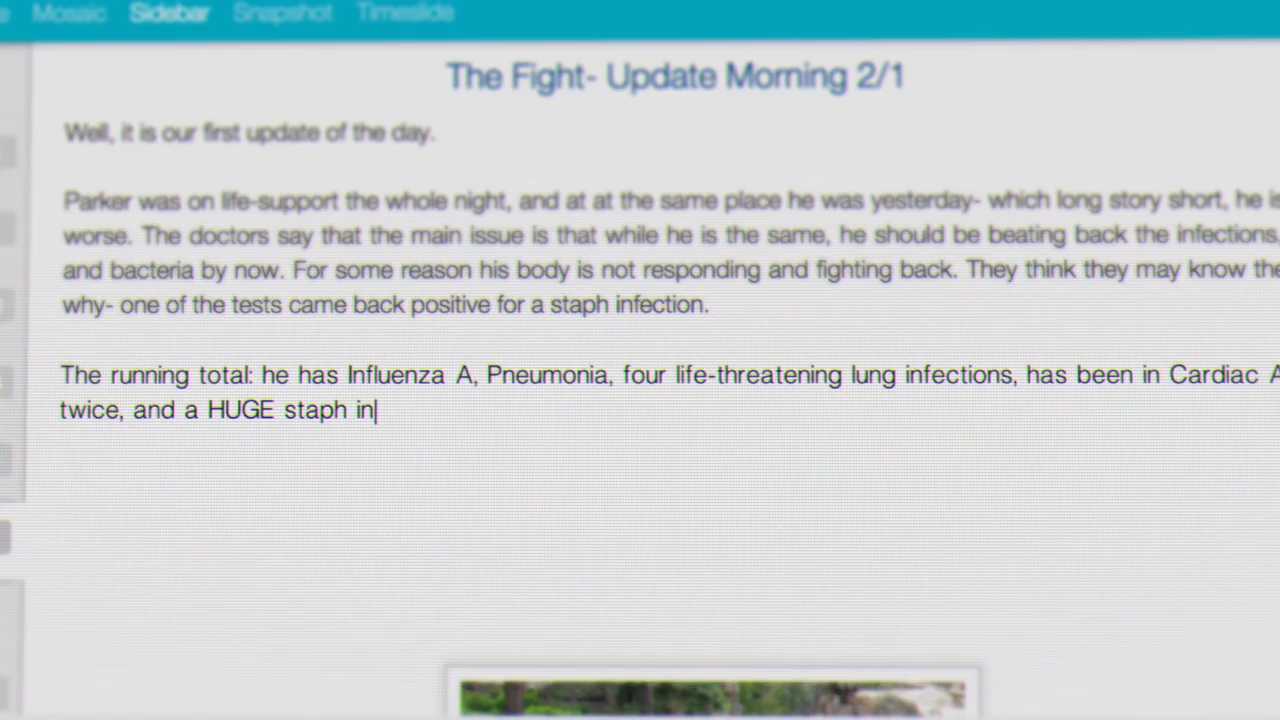 Mosaic Sidebar Snapshot Timeslide
The Fight- Update Morning 2/1
Well, it is our first update of the day.
Parker was on life-support the whole night, and at at the same place he was yesterday- which long story short, he is
worse. The doctors say that the main issue is that while he is the same, he should be beating back the infections,
and bacteria by now. For some reason his body is not responding and fighting back. They think they may know the
why- one of the tests came back positive for a staph infection.
The running total: he has Influenza A, Pneumonia, four life-threatening lung infections, has been in Cardiac A
twice, and a HUGE staph in